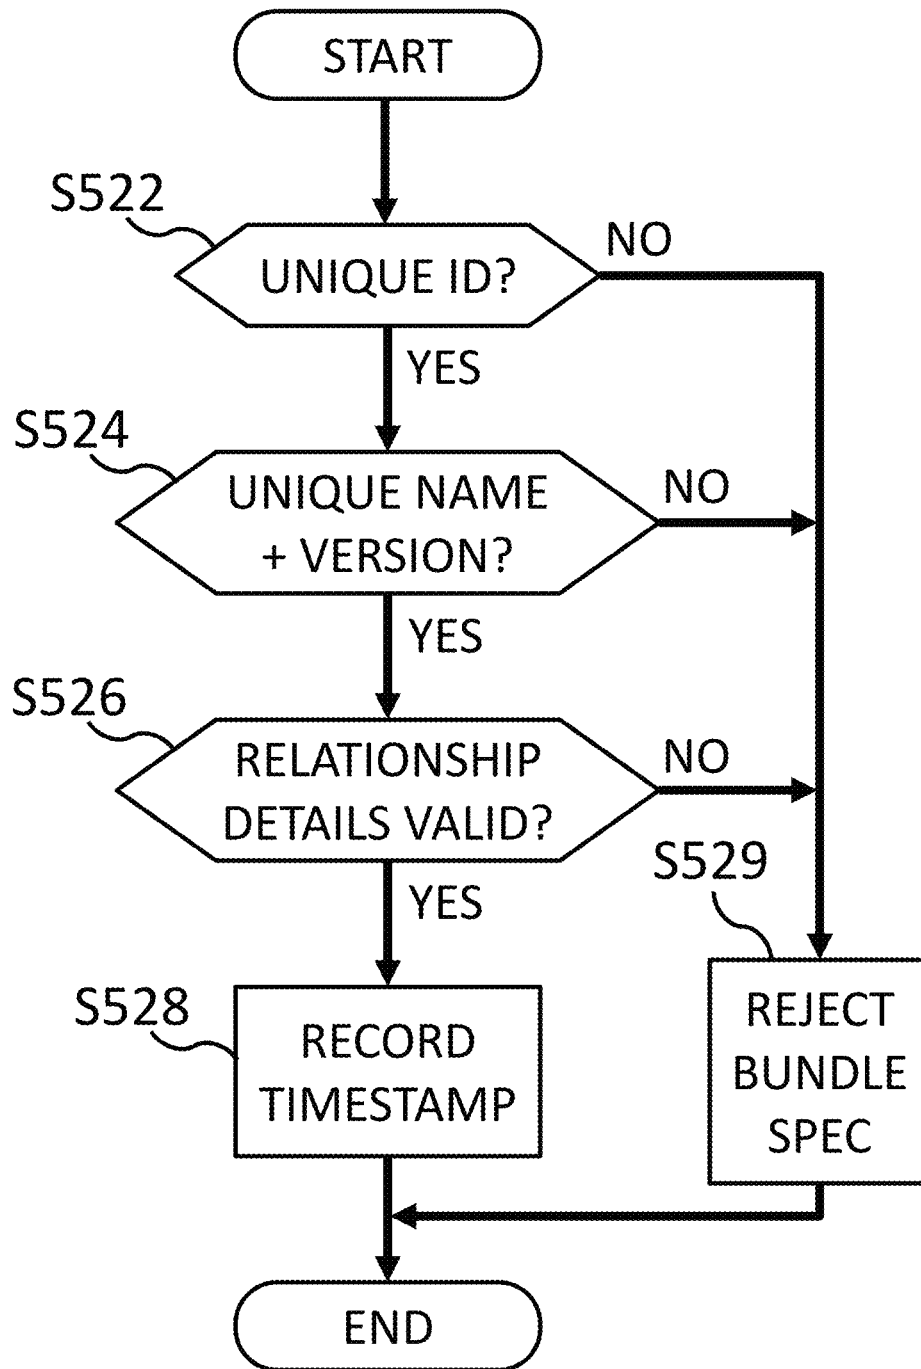 START
S522
UNIQUE ID?
NO
YES
S524
UNIQUE NAME
+ VERSION?
NO
YES
S526
RELATIONSHIP
DETAILS VALID?
NO
YES
S528
RECORD
TIMESTAMP
S529
REJECT
BUNDLE
SPEC
END